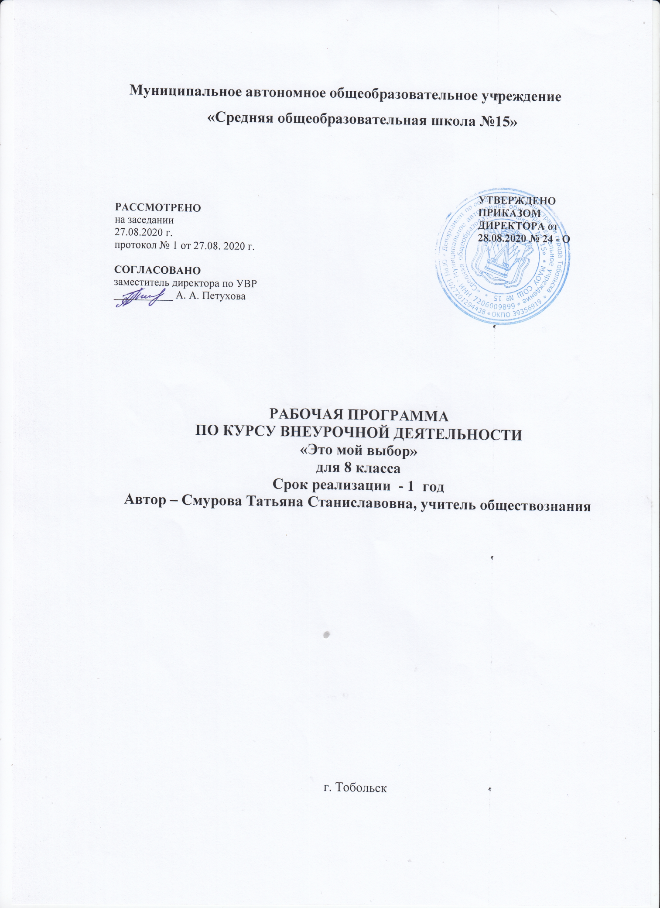 Муниципальное автономное общеобразовательное учреждение
«Средняя общеобразовательная школа №15»
РАССМОТРЕНО
на заседании
27.08.2020 г.
протокол № 1 от 27.08. 2020 г.
СОГЛАСОВАНО
заместитель директора по УВР
А. А. Петухова
УТВЕРЖДЕНО
ПРИКАЗОМ
ДИРЕКТОРА от
28.08.2020 № 24 - О
РАБОЧАЯ ПРОГРАММА
ПО КУРСУ ВНЕУРОЧНОЙ ДЕЯТЕЛЬНОСТИ
«Это мой выбор»
для 8 класса
Срок реализации - 1 год
Автор – Смурова Татьяна Станиславовна, учитель обществознания
г. Тобольск